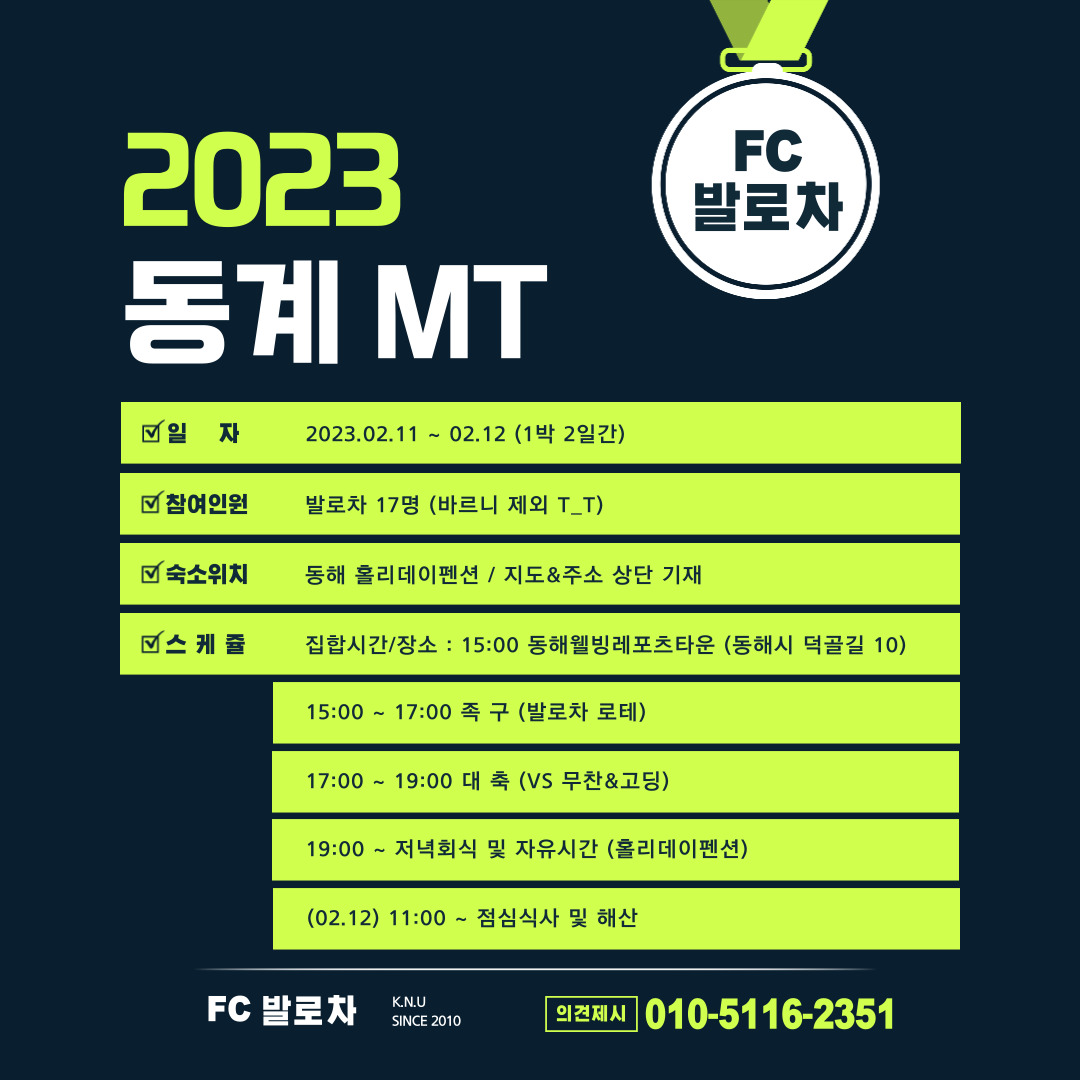 FC
발로차
2023
동계 MT
일 자 2023.02.11 ~ 02.12 (1박 2일간)
참여인원 발로차 17명 (바르니 제외 T_T)
숙소위치 동해 홀리데이펜션 / 지도&주소 상단 기재
스 케 쥴 집합시간/장소 : 15:00 동해웰빙레포츠타운 (동해시 덕골길 10)
15:00 ~ 17:00 족 구 (발로차 로테)
17:00 ~ 19:00 대 축 (VS 무찬&고딩)
19:00 ~ 저녁회식 및 자유시간 (홀리데이펜션)
(02.12) 11:00 ~ 점심식사 및 해산
FC 발로차
K.N.U
SINCE 2010
의견제시 010-5116-2351